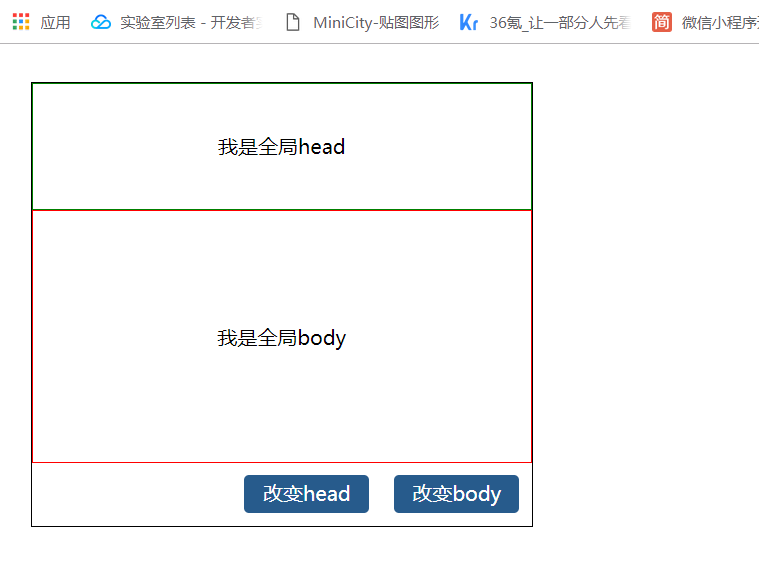 应用 实验室列表 - 开发者 MiniCity-贴图图形 36氪_让一部分人先看 简 微信小程序
我是全局head
我是全局body
改变head 改变body